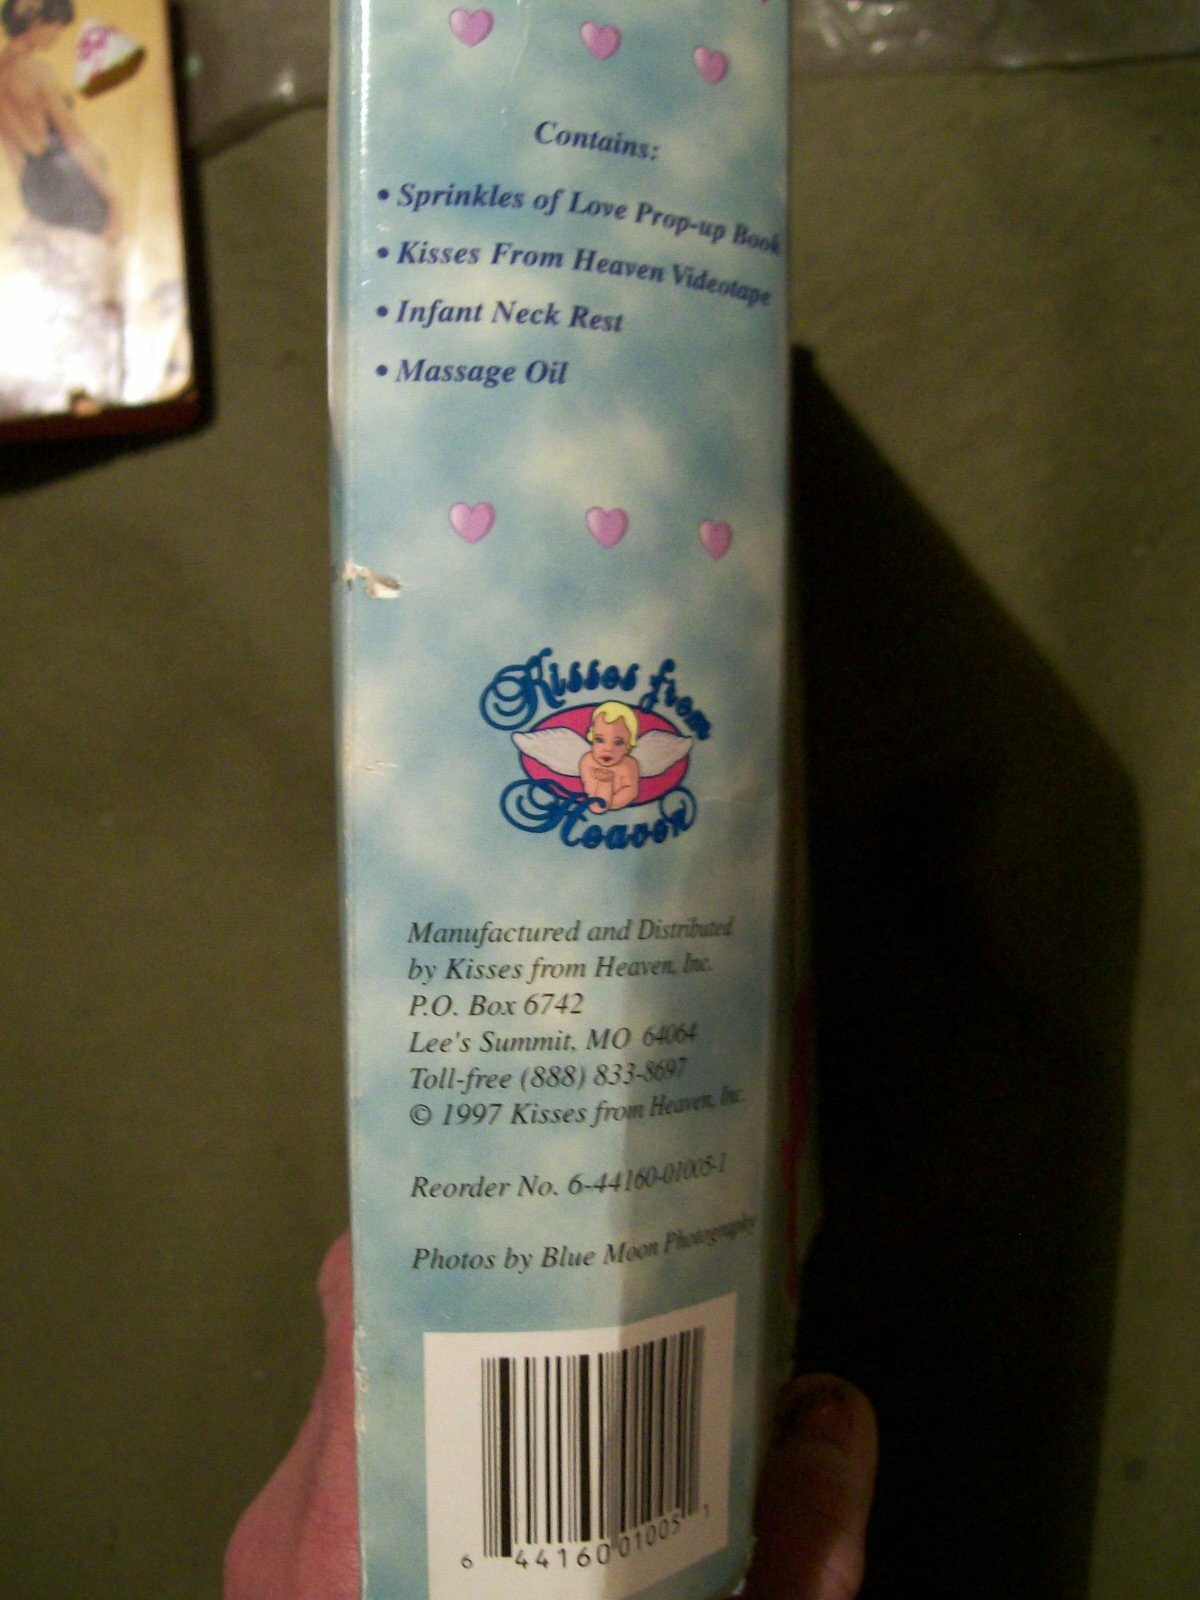 Contains:
• Sprinkles of Love Prop-up Book
• Kisses From Heaven Videotape
• Infant Neck Rest
• Massage Oil
Kisses from
Heaven
Manufactured and Distributed
by Kisses from Heaven, Inc.
P.O. Box 6742
Lee's Summit, MO 64064
Toll-free (888) 833-8697
© 1997 Kisses from Heaven, Inc.
Reorder No. 6-44160-01005-1
Photos by Blue Moon Photography
6 44160 01005 1